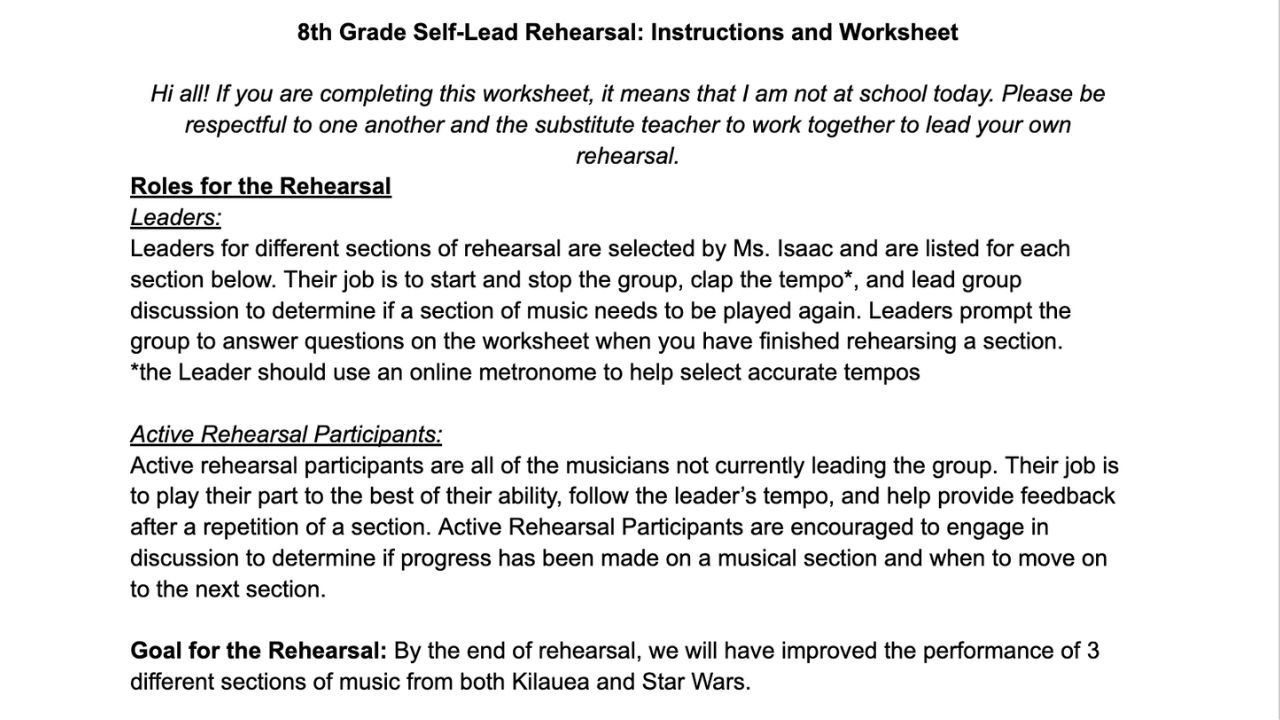 8th Grade Self-Lead Rehearsal: Instructions and Worksheet
Hi all! If you are completing this worksheet, it means that I am not at school today. Please be
respectful to one another and the substitute teacher to work together to lead your own
rehearsal.
Roles for the Rehearsal
Leaders:
Leaders for different sections of rehearsal are selected by Ms. Isaac and are listed for each
section below. Their job is to start and stop the group, clap the tempo*, and lead group
discussion to determine if a section of music needs to be played again. Leaders prompt the
group to answer questions on the worksheet when you have finished rehearsing a section.
*the Leader should use an online metronome to help select accurate tempos
Active Rehearsal Participants:
Active rehearsal participants are all of the musicians not currently leading the group. Their job is
to play their part to the best of their ability, follow the leader’s tempo, and help provide feedback
after a repetition of a section. Active Rehearsal Participants are encouraged to engage in
discussion to determine if progress has been made on a musical section and when to move on
to the next section.
Goal for the Rehearsal: By the end of rehearsal, we will have improved the performance of 3
different sections of music from both Kilauea and Star Wars.